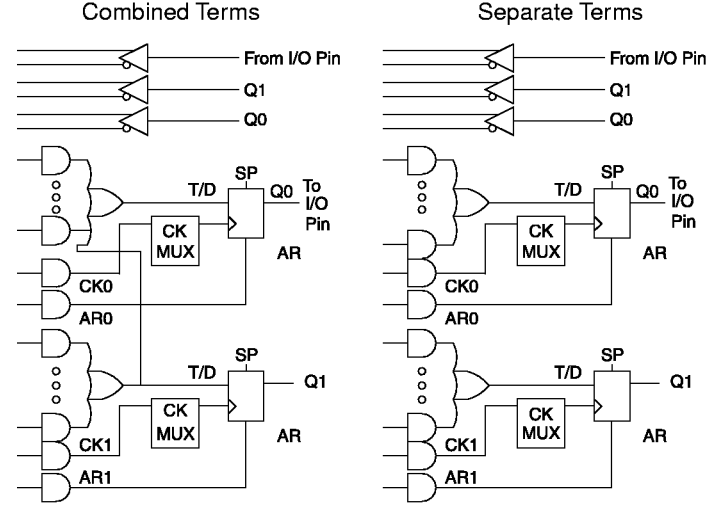 Combined Terms
From I/O Pin
Q1
Q0
SP
T/D
Q0
To
I/O
Pin
CK
MUX
AR
CK0
AR0
SP
T/D
Q1
CK
MUX
AR
CK1
AR1
Separate Terms
From I/O Pin
Q1
Q0
SP
T/D
Q0
To
I/O
Pin
CK
MUX
AR
CK0
AR0
SP
T/D
Q1
CK
MUX
AR
CK1
AR1